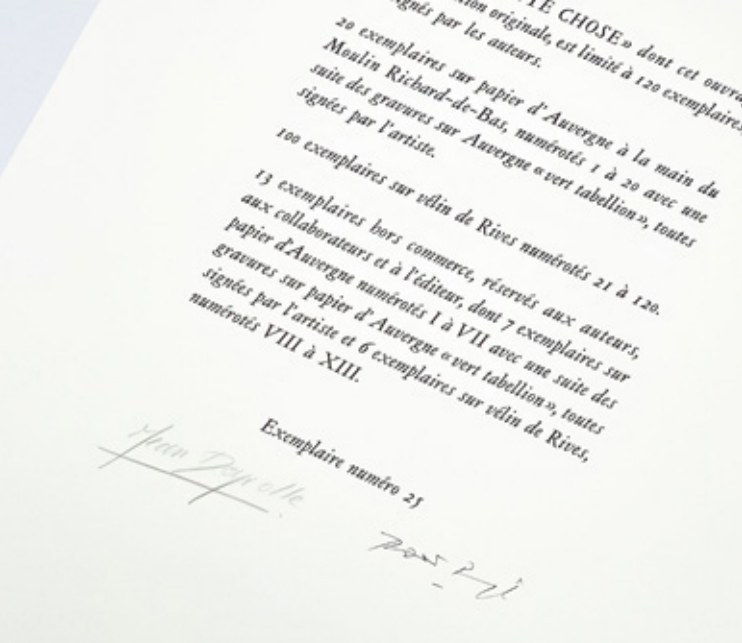 TE CHOSE» dont cet ouvra
tion originale, est limité à 120 exemplaires,
signés par les auteurs.
20 exemplaires sur papier d'Auvergne à la main du
Moulin Richard-de-Bas, numérotés 1 à 20 avec une
suite des gravures sur Auvergne «vert tabellion», toutes
signées par l'artiste.
100 exemplaires sur vélin de Rives numérotés 21 à 120.
13 exemplaires hors commerce, réservés aux auteurs,
aux collaborateurs et à l'éditeur, dont 7 exemplaires sur
papier d'Auvergne numérotés I à VII avec une suite des
gravures sur papier d'Auvergne «vert tabellion», toutes
signées par l'artiste et 6 exemplaires sur vélin de Rives,
numérotés VIII à XIII.
Exemplaire numéro 25
Jean Deyrolle